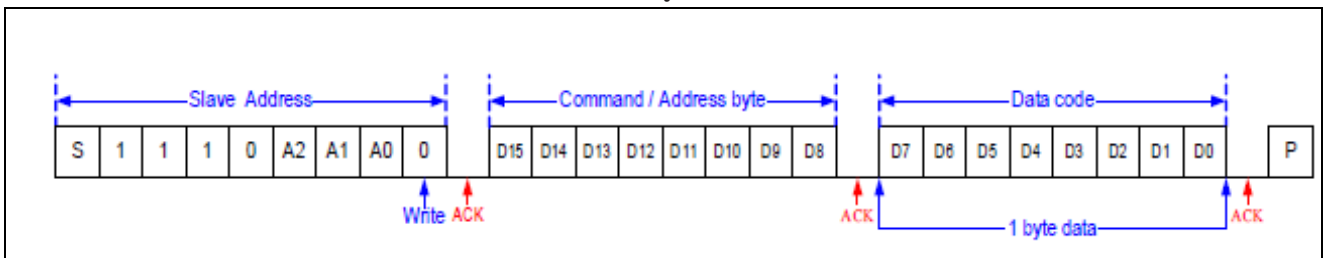 Slave Address Command / Address byte Data code
S 1 1 1 0 A2 A1 A0 0 D15 D14 D13 D12 D11 D10 D9 D8 D7 D6 D5 D4 D3 D2 D1 D0 P
Write ACK ACK ACK
1 byte data